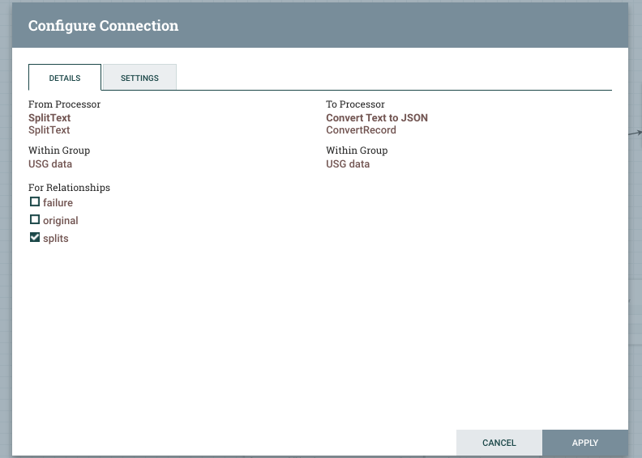 Configure Connection
DETAILS
SETTINGS
From Processor
SplitText
SplitText
Within Group
USG data
To Processor
Convert Text to JSON
ConvertRecord
Within Group
USG data
For Relationships
failure
original
splits
CANCEL
APPLY